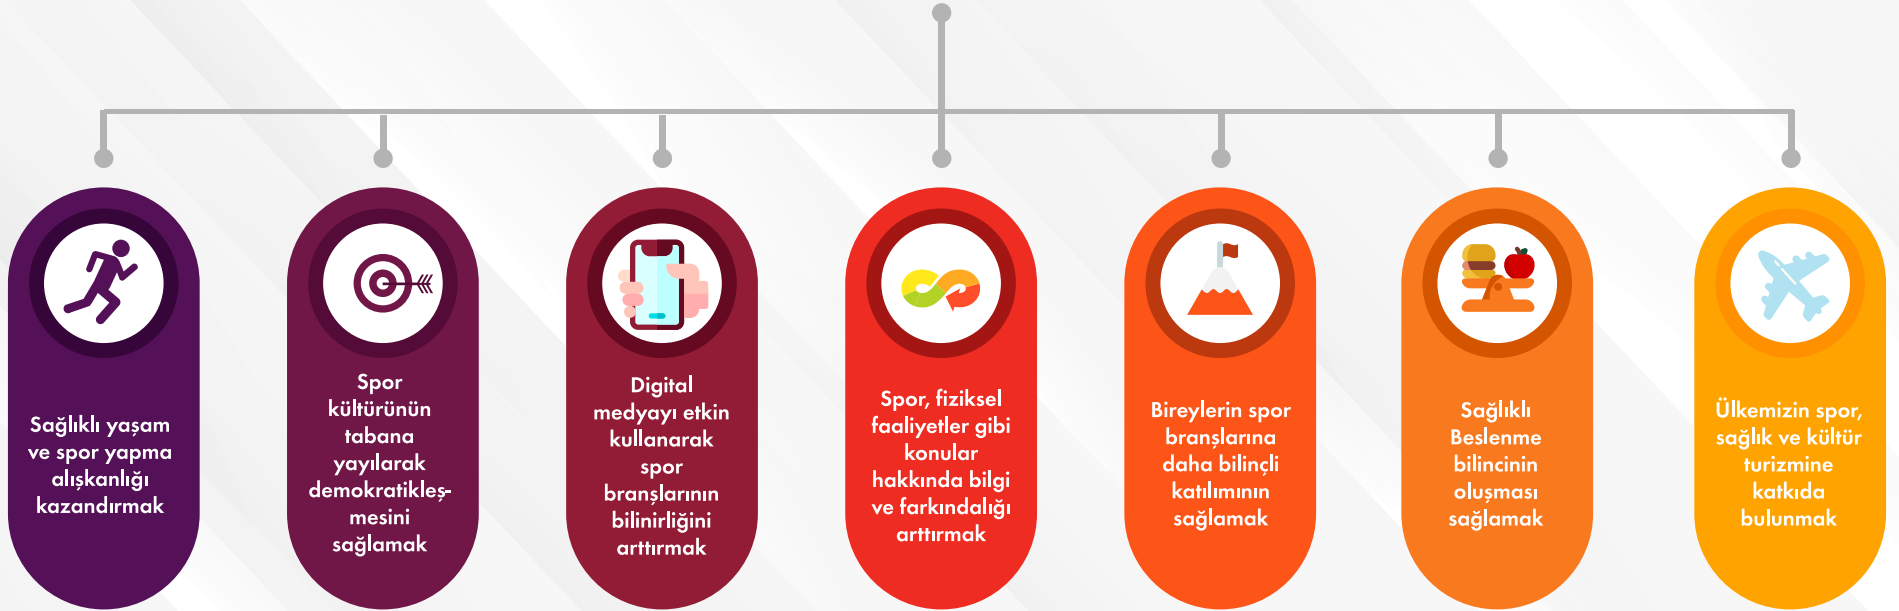 Sağlıklı yaşam
ve spor yapma
alışkanlığı
kazandırmak
Spor
kültürünün
tabana
yayılarak
demokratikleş-
mesini
sağlamak
Digital
medyayı etkin
kullanarak
spor
branşlarının
bilinirliğini
arttırmak
Spor, fiziksel
faaliyetler gibi
konular
hakkında bilgi
ve farkındalığı
arttırmak
Bireylerin spor
branşlarına
daha bilinçli
katılımının
sağlamak
Sağlıklı
Beslenme
bilincinin
oluşması
sağlamak
Ülkemizin spor,
sağlık ve kültür
turizmine
katkıda
bulunmak